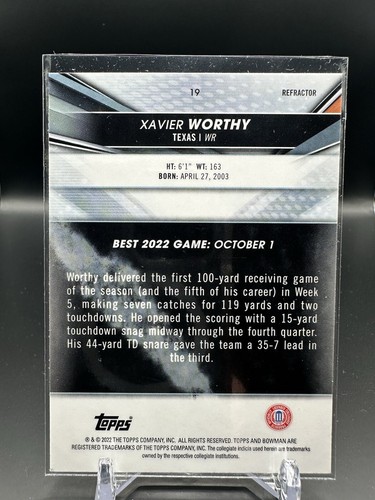 19 REFRACTOR
XAVIER WORTHY
TEXAS | WR
HT: 6'1" WT: 163
BORN: APRIL 27, 2003
BEST 2022 GAME: OCTOBER 1
Worthy delivered the first 100-yard receiving game
of the season (and the fifth of his career) in Week
5, making seven catches for 119 yards and two
touchdowns. He opened the scoring with a 15-yard
touchdown snag midway through the fourth quarter.
His 44-yard TD snare gave the team a 35-7 lead in
the third.
Topps®
® & © 2022 THE TOPPS COMPANY, INC. ALL RIGHTS RESERVED. TOPPS AND BOWMAN ARE
REGISTERED TRADEMARKS OF THE TOPPS COMPANY, INC. The collegiate indicia used herein are trademarks
owned by the respective collegiate institutions.